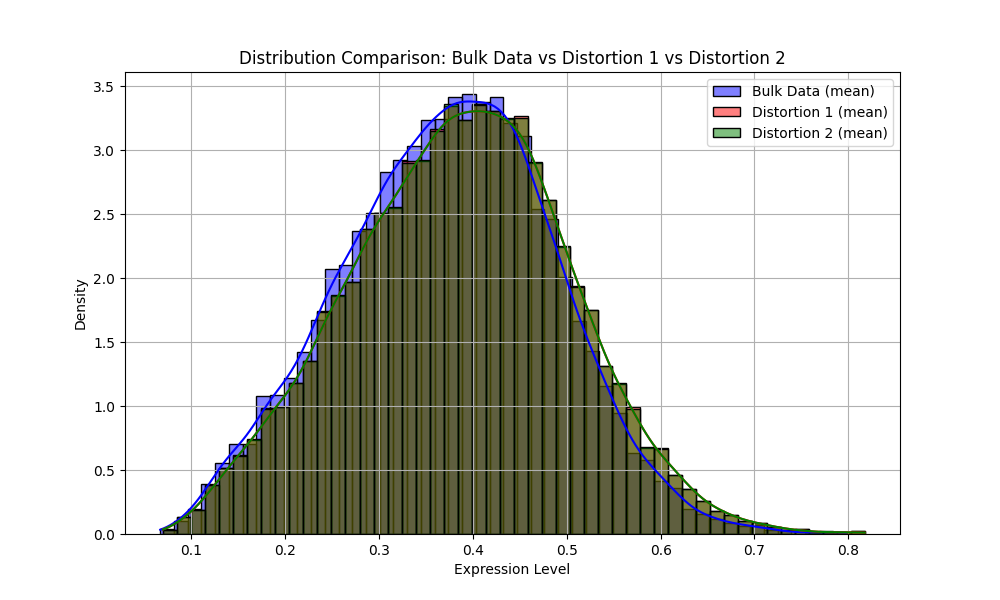 Distribution Comparison: Bulk Data vs Distortion 1 vs Distortion 2
Bulk Data (mean)
Distortion 1 (mean)
Distortion 2 (mean)
Density
3.5
3.0
2.5
2.0
1.5
1.0
0.5
0.0
0.1 0.2 0.3 0.4 0.5 0.6 0.7 0.8
Expression Level